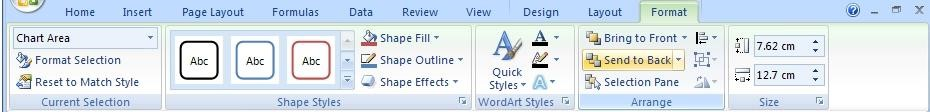 Home Insert Page Layout Formulas Data Review View Design Layout Format
Chart Area
Format Selection
Reset to Match Style
Current Selection
Abc Abc Abc
Shape Fill
Shape Outline
Shape Effects
Shape Styles
Quick
Styles
WordArt Styles
Bring to Front
Send to Back
Selection Pane
Arrange
7.62 cm
12.7 cm
Size